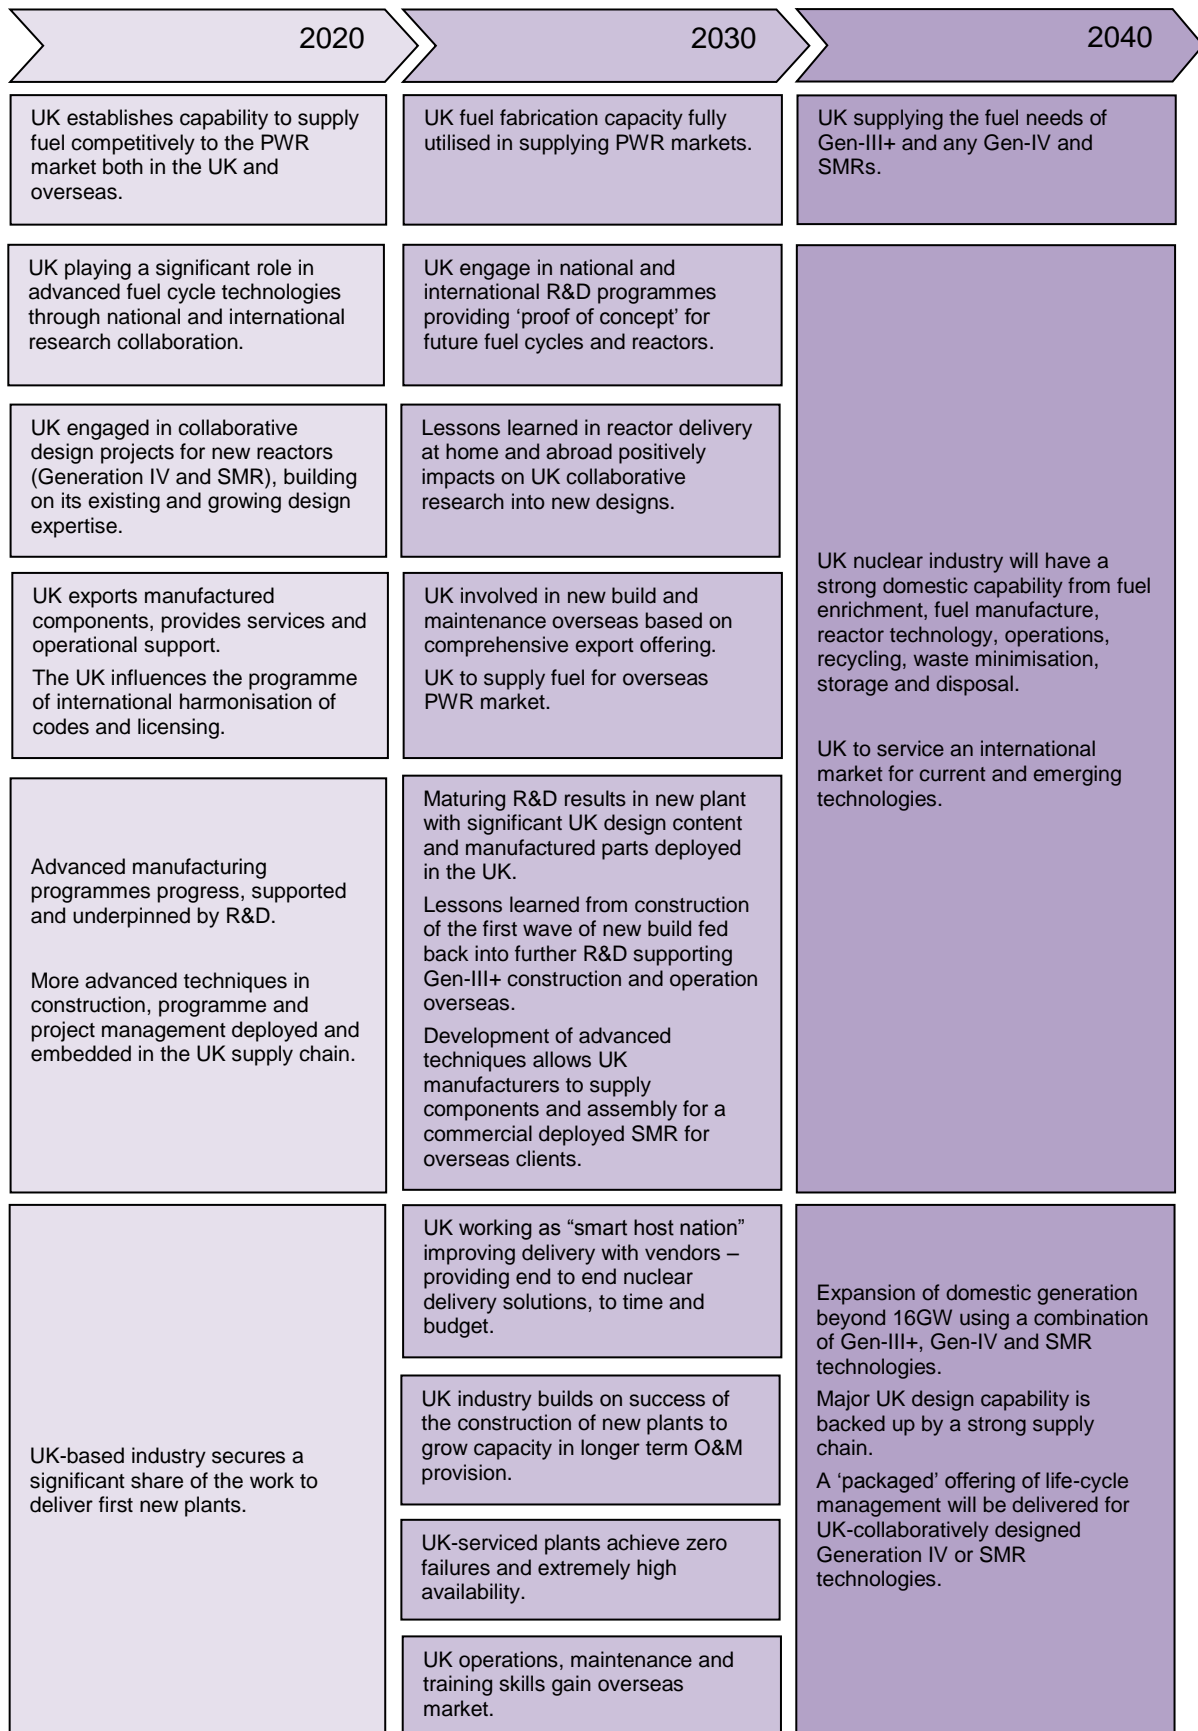 2020
2030
2040
UK establishes capability to supply
fuel competitively to the PWR
market both in the UK and
overseas.
UK fuel fabrication capacity fully
utilised in supplying PWR markets.
UK supplying the fuel needs of
Gen-III+ and any Gen-IV and
SMRs.
UK playing a significant role in
advanced fuel cycle technologies
through national and international
research collaboration.
UK engage in national and
international R&D programmes
providing ‘proof of concept’ for
future fuel cycles and reactors.
UK engaged in collaborative
design projects for new reactors
(Generation IV and SMR), building
on its existing and growing design
expertise.
Lessons learned in reactor delivery
at home and abroad positively
impacts on UK collaborative
research into new designs.
UK exports manufactured
components, provides services and
operational support.
The UK influences the programme
of international harmonisation of
codes and licensing.
UK involved in new build and
maintenance overseas based on
comprehensive export offering.
UK to supply fuel for overseas
PWR market.
UK nuclear industry will have a
strong domestic capability from fuel
enrichment, fuel manufacture,
reactor technology, operations,
recycling, waste minimisation,
storage and disposal.
UK to service an international
market for current and emerging
technologies.
Advanced manufacturing
programmes progress, supported
and underpinned by R&D.
More advanced techniques in
construction, programme and
project management deployed and
embedded in the UK supply chain.
Maturing R&D results in new plant
with significant UK design content
and manufactured parts deployed
in the UK.
Lessons learned from construction
of the first wave of new build fed
back into further R&D supporting
Gen-III+ construction and operation
overseas.
Development of advanced
techniques allows UK
manufacturers to supply
components and assembly for a
commercial deployed SMR for
overseas clients.
UK-based industry secures a
significant share of the work to
deliver first new plants.
UK working as “smart host nation”
improving delivery with vendors –
providing end to end nuclear
delivery solutions, to time and
budget.
UK industry builds on success of
the construction of new plants to
grow capacity in longer term O&M
provision.
UK-serviced plants achieve zero
failures and extremely high
availability.
UK operations, maintenance and
training skills gain overseas
market.
Expansion of domestic generation
beyond 16GW using a combination
of Gen-III+, Gen-IV and SMR
technologies.
Major UK design capability is
backed up by a strong supply
chain.
A ‘packaged’ offering of life-cycle
management will be delivered for
UK-collaboratively designed
Generation IV or SMR
technologies.